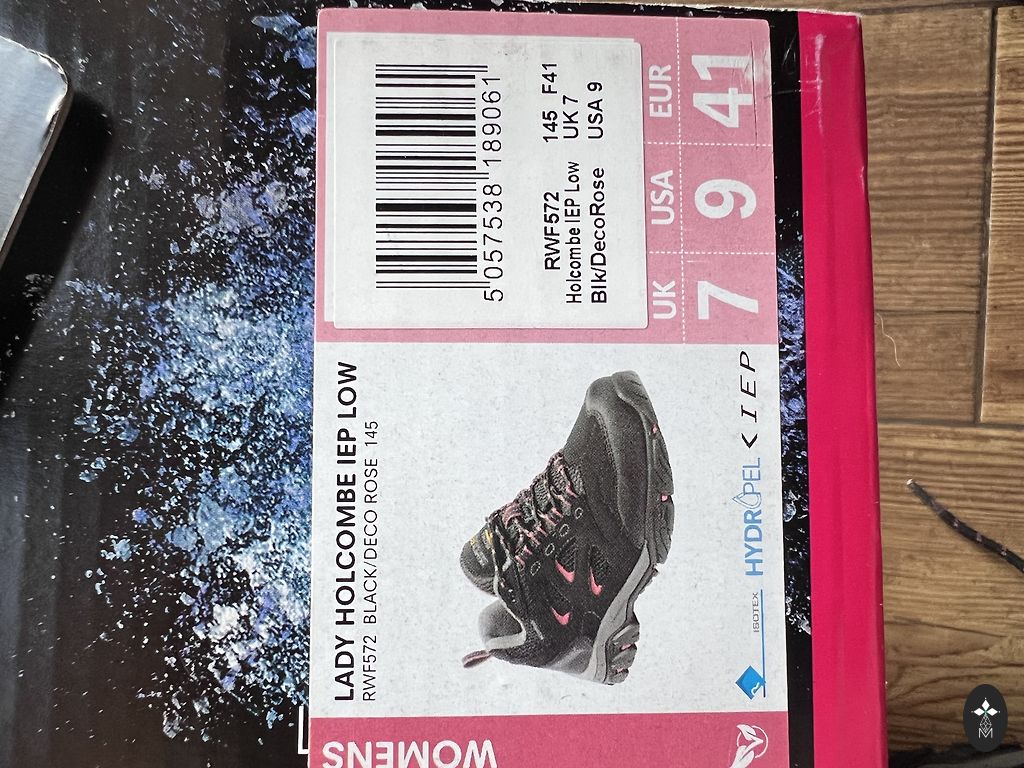 WOMENS
LADY HOLCOMBE IEP LOW
RWF572 BLACK/DECO ROSE 145
ISOTEX
HYDROPEL
IEP
5 057538 189061
RWF572 145 F41
Holcombe IEP Low UK 7
Blk/DecoRose USA 9
UK USA EUR
7 9 41
M